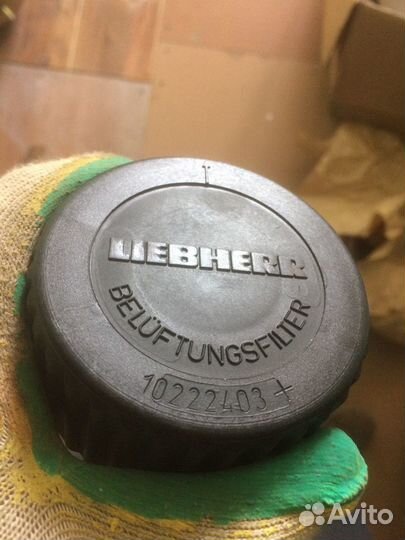 LIEBHERR
BELÜFTUNGSFILTER
10222403 +
Avito